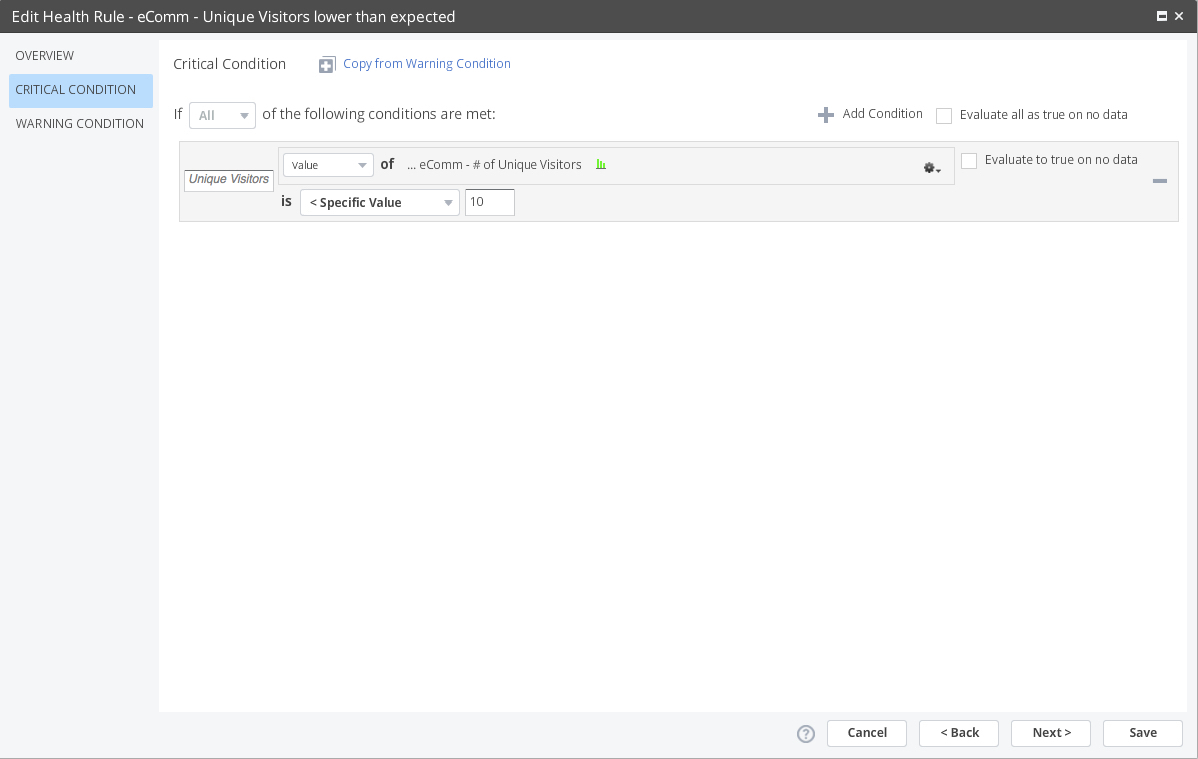 Edit Health Rule - eComm - Unique Visitors lower than expected
OVERVIEW
CRITICAL CONDITION
WARNING CONDITION
Critical Condition
Copy from Warning Condition
If All of the following conditions are met:
Add Condition
Evaluate all as true on no data
Unique Visitors
Value of ... eComm - # of Unique Visitors
Evaluate to true on no data
is < Specific Value 10
?
Cancel
< Back
Next >
Save